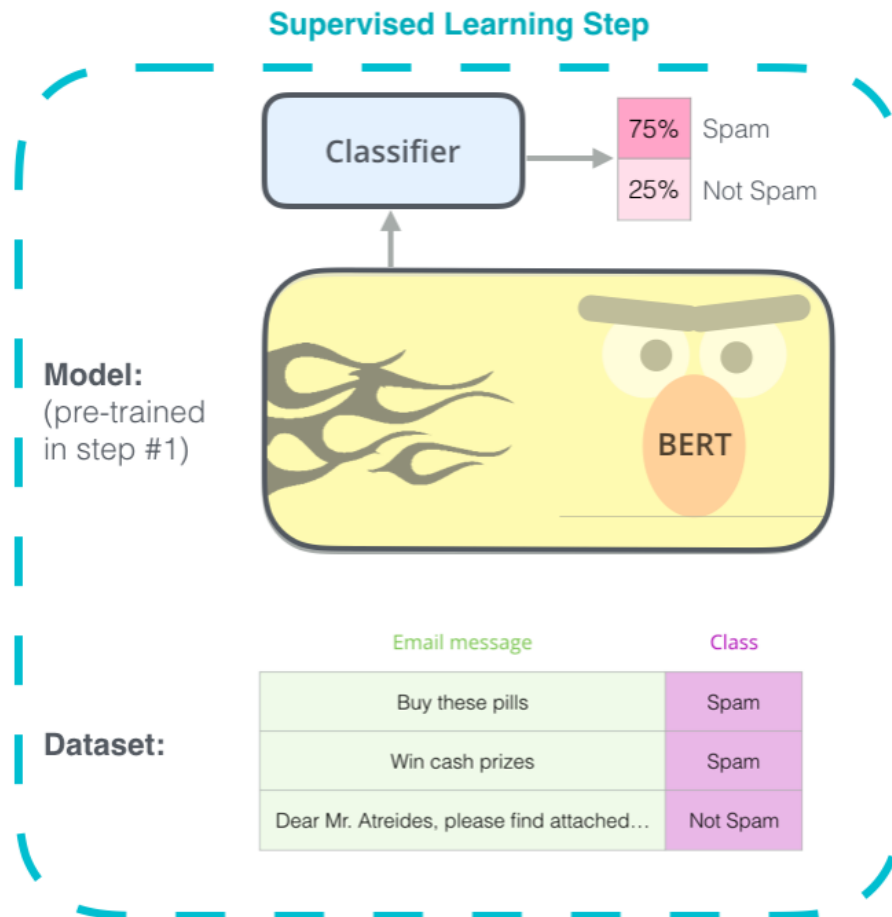 Supervised Learning Step
Classifier
75% Spam
25% Not Spam
Model:
(pre-trained
in step #1)
BERT
Email message Class
Dataset:
Buy these pills Spam
Win cash prizes Spam
Dear Mr. Atreides, please find attached… Not Spam